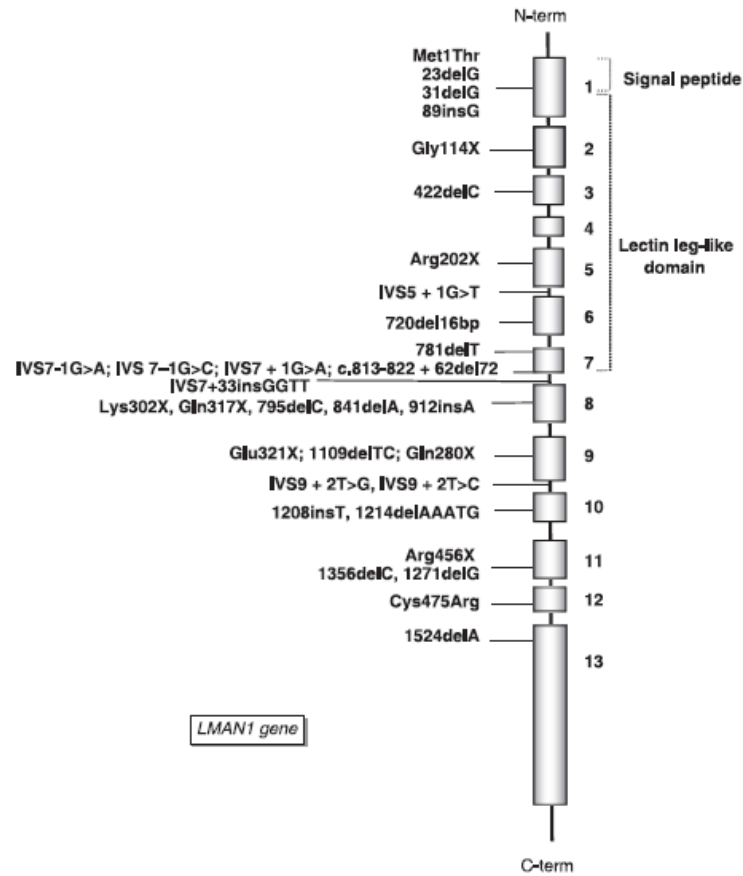 N-term
Met1Thr
23delG
31delG
89insG
1
Signal peptide
Gly114X
2
422delC
3
4
Lectin leg-like
domain
Arg202X
5
IVS5 + 1G>T
6
720del16bp
781delT
7
IVS7-1G>A; IVS 7–1G>C; IVS7 + 1G>A; c.813-822 + 62del72
IVS7+33insGGTT
Lys302X, Gln317X, 795delC, 841delA, 912insA
8
Glu321X; 1109delTC; Gln280X
9
IVS9 + 2T>G, IVS9 + 2T>C
10
1208insT, 1214delAAATG
Arg456X
11
1356delC, 1271delG
Cys475Arg
12
1524delA
13
LMAN1 gene
C-term